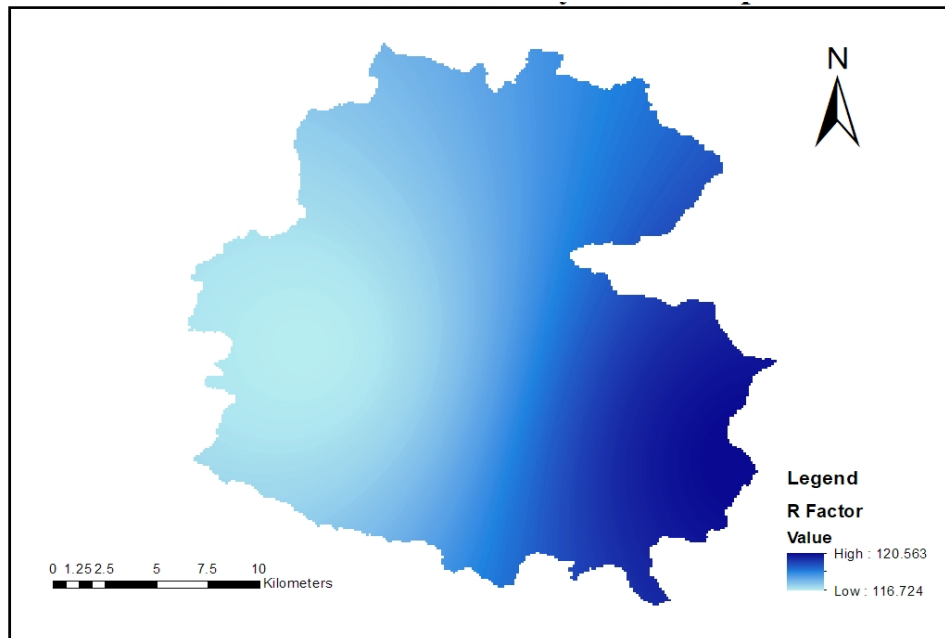 N
Legend
R Factor
Value
High : 120.563
Low : 116.724
0 1.25 2.5 5 7.5 10
Kilometers